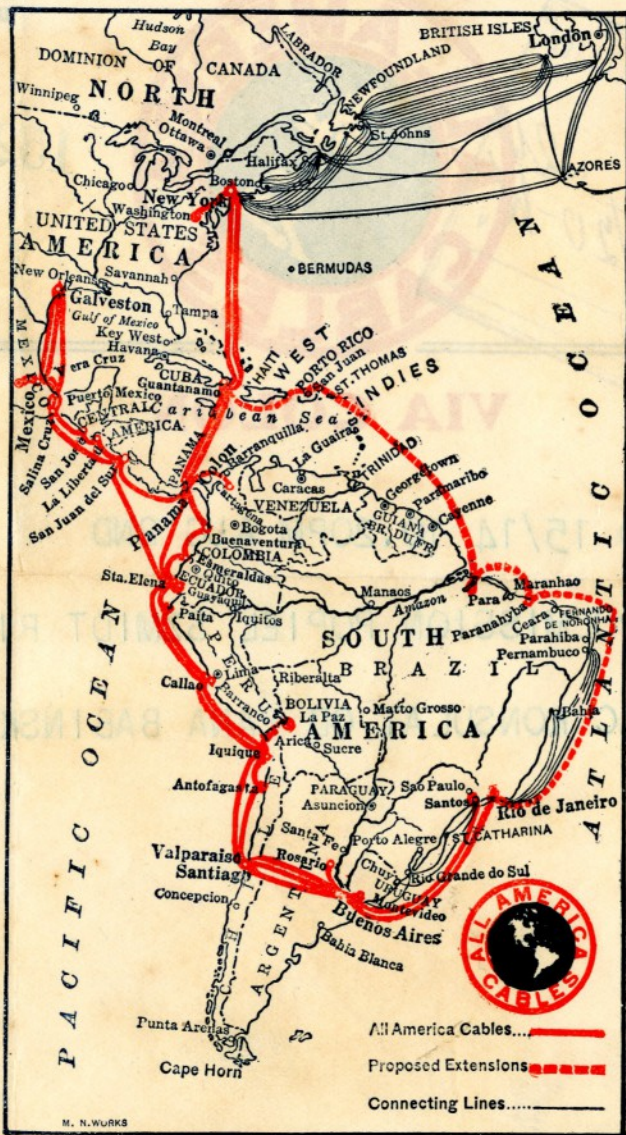 Hudson
Bay
DOMINION OF CANADA
LABRADOR
NEWFOUNDLAND
BRITISH ISLES
London
Winnipeg
NORTH
Montreal
Ottawa
St. Johns
Halifax
Chicago
Boston
New York
AZORES
Washington
UNITED STATES
AMERICA
Savannah
BERMUDAS
New Orleans
Galveston
Tampa
Gulf of Mexico
Key West
Havana
CUBA
HAITI
WEST
INDIES
PORTO RICO
San Juan
ST. THOMAS
MEX
Vera Cruz
Guantanamo
Mexico
Puerto Mexico
CENTRAL
AMERICA
Caribbean Sea
Salina Cruz
San Jose
La Libertad
San Juan del Sur
PANAMA
Colon
Panama
Barranquilla
Cartagena
La Guaira
TRINIDAD
Georgetown
Paramaribo
Cayenne
Caracas
VENEZUELA
GUIANA
BR. DU. FR.
Bogota
Buenaventura
COLOMBIA
Esmeraldas
Quito
Sta. Elena
ECUADOR
Guayaquil
Iquitos
Manaos
Amazon
Para
Maranhao
Paranahyba
Ceara
FERNANDO
DE NONONHA
Parahiba
Pernambuco
Paita
PERU
SOUTH
BRAZIL
Lima
Riberalta
Callao
Barranco
BOLIVIA
La Paz
Matto Grosso
AMERICA
Bahia
Arica
Sucre
Iquique
Antofagasta
PARAGUAY
Asuncion
Sao Paulo
Santos
Rio de Janeiro
Santa Fe
Porto Alegre
ST. CATHARINA
Valparaiso
Santiago
Rosario
Chuy
URUGUAY
Rio Grande do Sul
Montevideo
Buenos Aires
Concepcion
CHILE
ARGENTINA
Bahia Blanca
Punta Arenas
Cape Horn
PACIFIC OCEAN
ATLANTIC OCEAN
ALL AMERICA
CABLES
All America Cables....
Proposed Extensions
Connecting Lines.....
M. N. WORKS